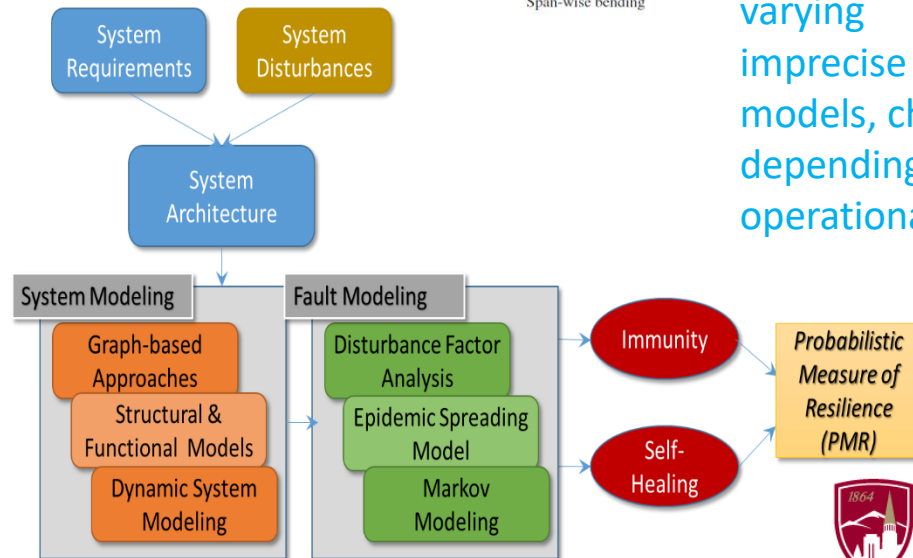 Span-wise bending
varying
imprecise
models, ch
depending
operationa
System
Requirements
System
Disturbances
System
Architecture
System Modeling
Graph-based
Approaches
Structural &
Functional Models
Dynamic System
Modeling
Fault Modeling
Disturbance Factor
Analysis
Epidemic Spreading
Model
Markov
Modeling
Immunity
Self-
Healing
Probabilistic
Measure of
Resilience
(PMR)
1864